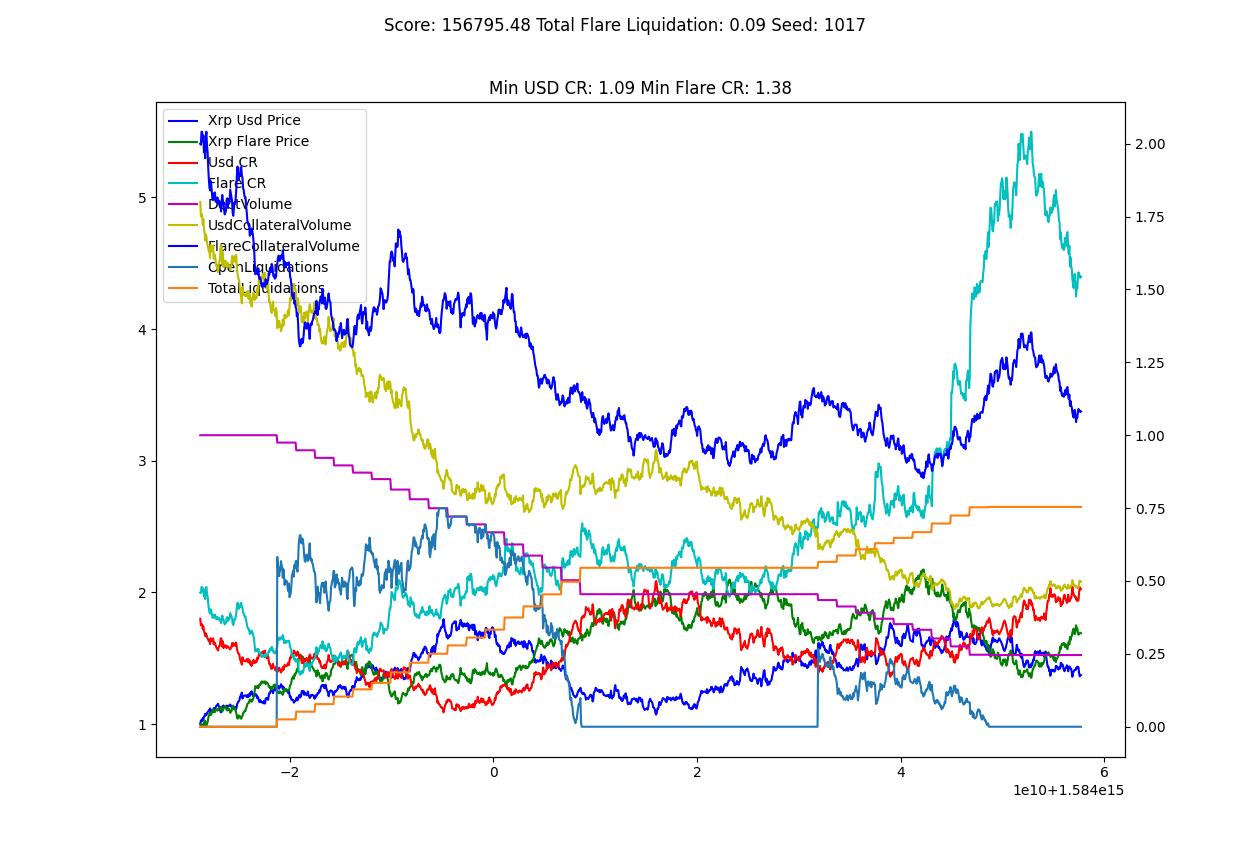 Score: 156795.48 Total Flare Liquidation: 0.09 Seed: 1017
Min USD CR: 1.09 Min Flare CR: 1.38
Xrp Usd Price
Xrp Flare Price
Usd CR
Flare CR
DebtVolume
UsdCollateralVolume
FlareCollateralVolume
OpenLiquidations
TotalLiquidations
5
4
3
2
1
2.00
1.75
1.50
1.25
1.00
0.75
0.50
0.25
0.00
−2
0
2
4
6
1e10+1.584e15